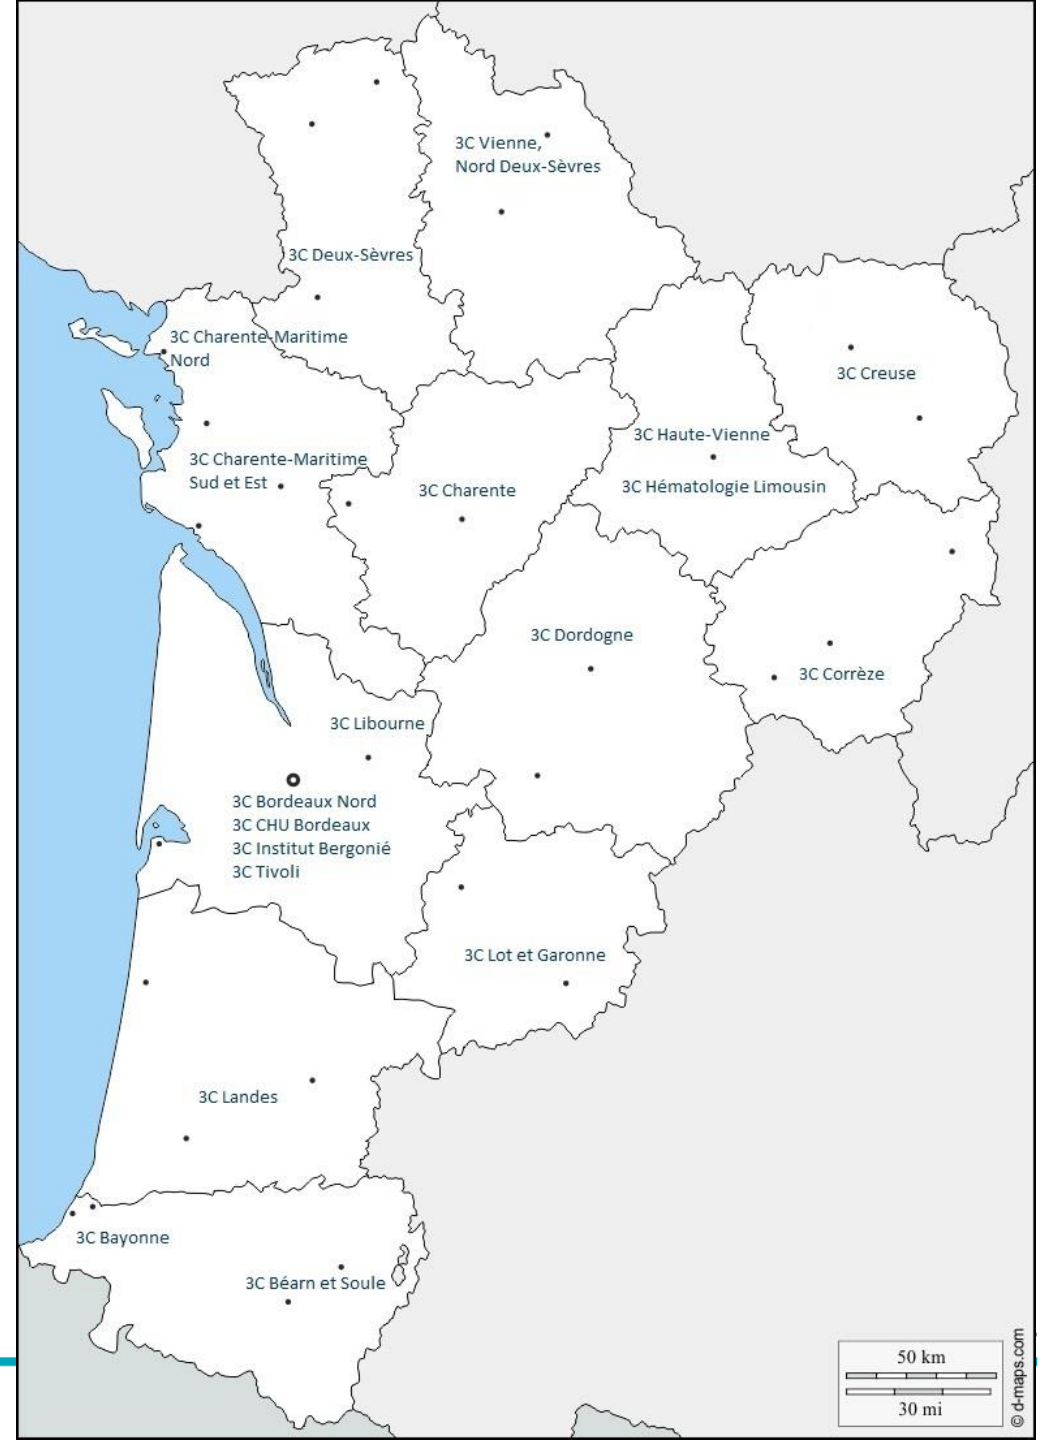 3C Vienne,
Nord Deux-Sèvres
3C Deux-Sèvres
3C Charente-Maritime
Nord
3C Creuse
3C Haute-Vienne
3C Charente-Maritime
Sud et Est
3C Charente
3C Hématologie Limousin
3C Dordogne
3C Corrèze
3C Libourne
3C Bordeaux Nord
3C CHU Bordeaux
3C Institut Bergonié
3C Tivoli
3C Lot et Garonne
3C Landes
3C Bayonne
3C Béarn et Soule
50 km
30 mi
© d-maps.com